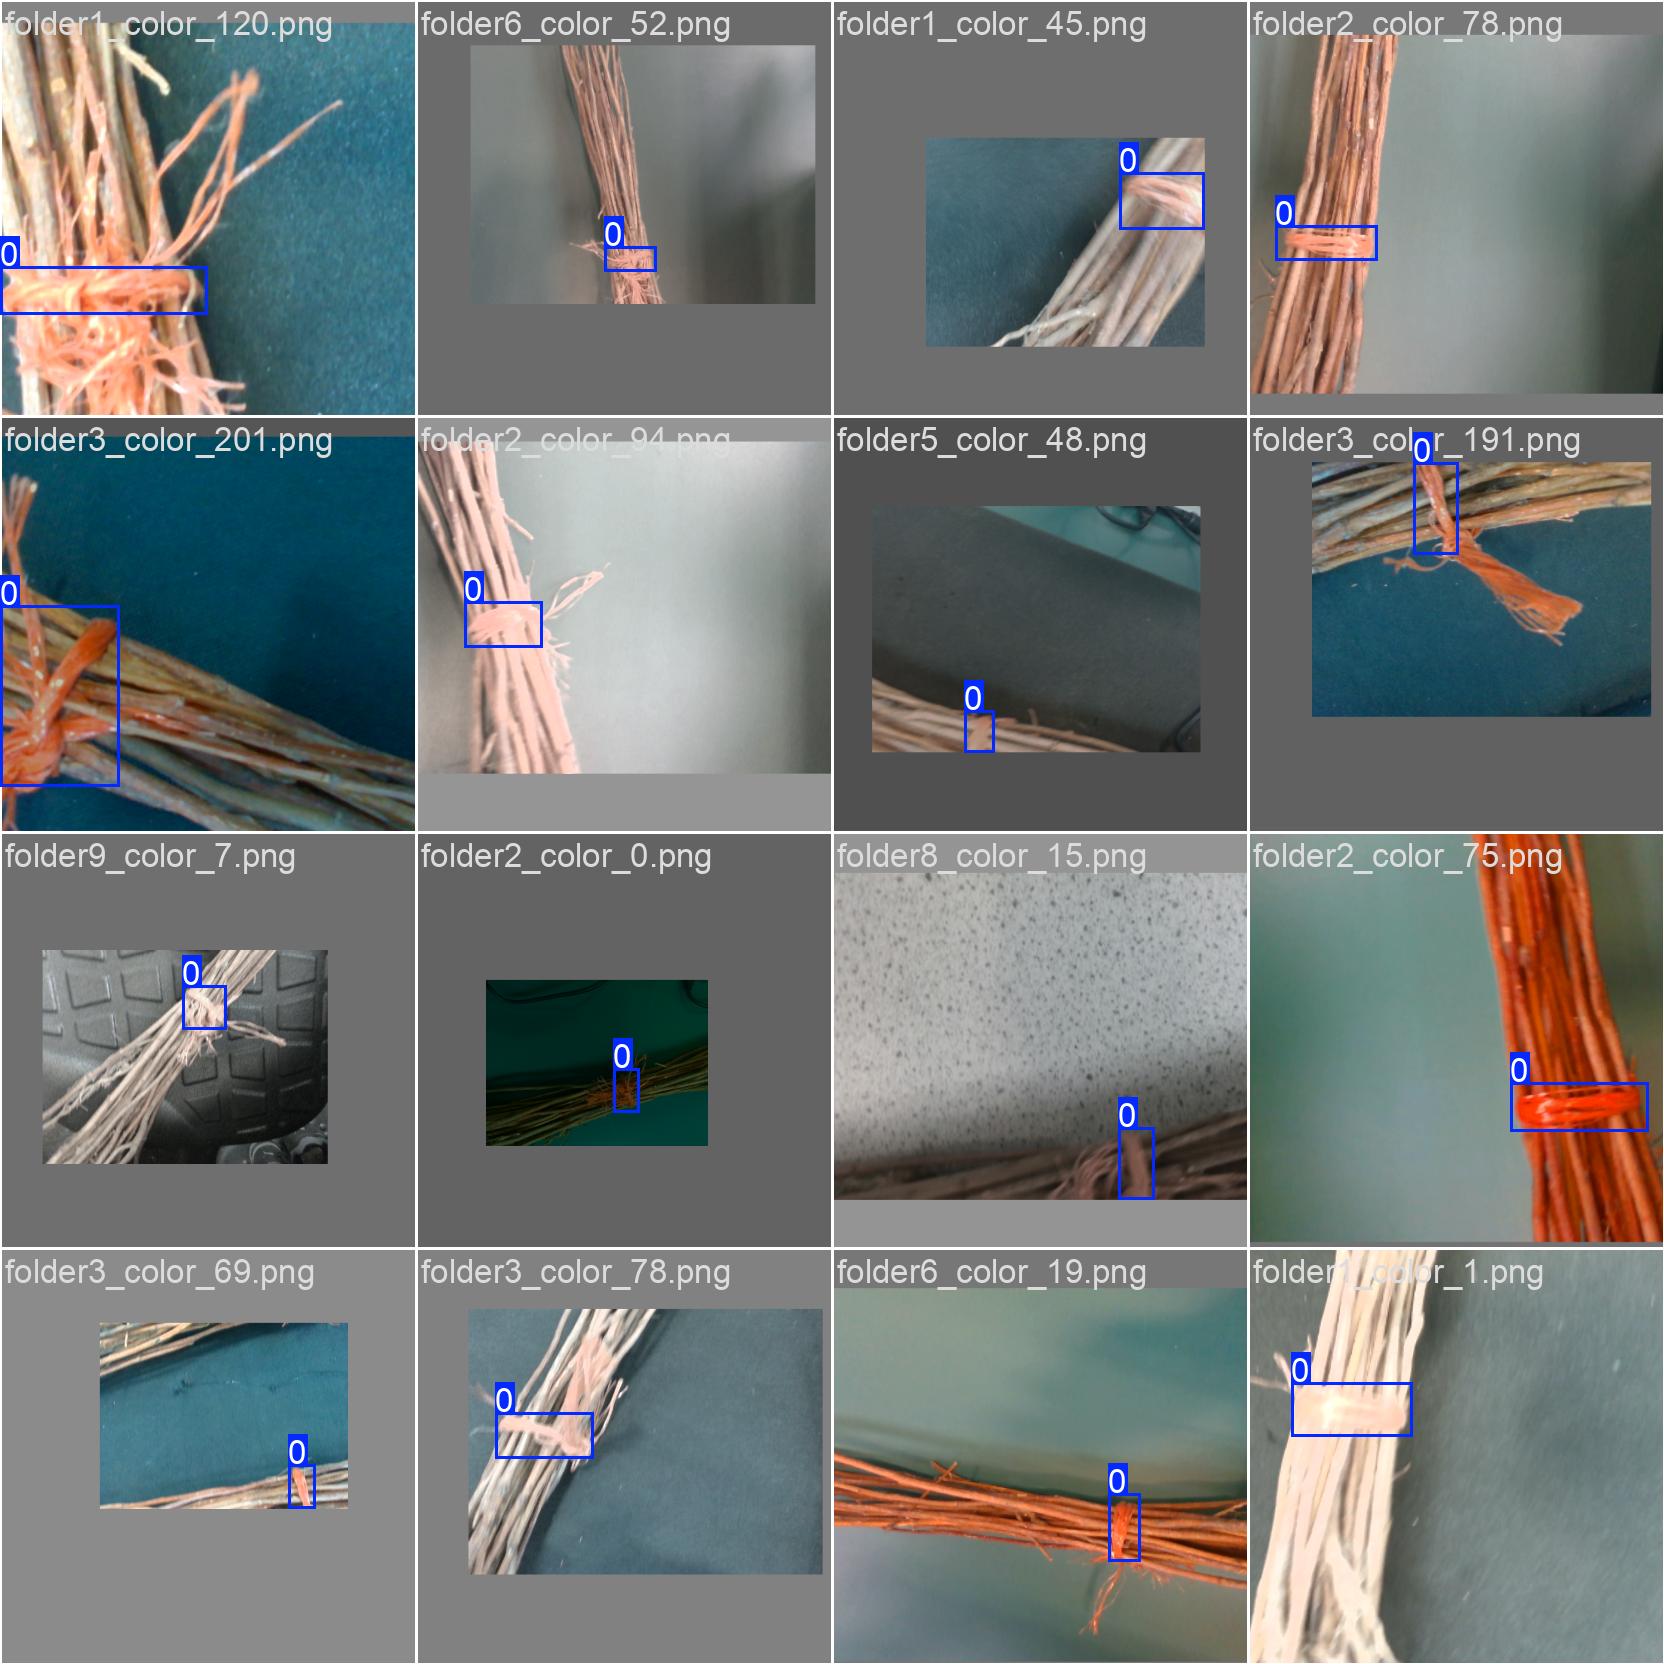 folder1_color_120.png
folder6_color_52.png
folder1_color_45.png
folder2_color_78.png
0
0
0
0
folder3_color_201.png
folder2_color_94.png
folder5_color_48.png
folder3_color_191.png
0
0
0
0
folder9_color_7.png
folder2_color_0.png
folder8_color_15.png
folder2_color_75.png
0
0
0
0
folder3_color_69.png
folder3_color_78.png
folder6_color_19.png
folder1_color_1.png
0
0
0
0